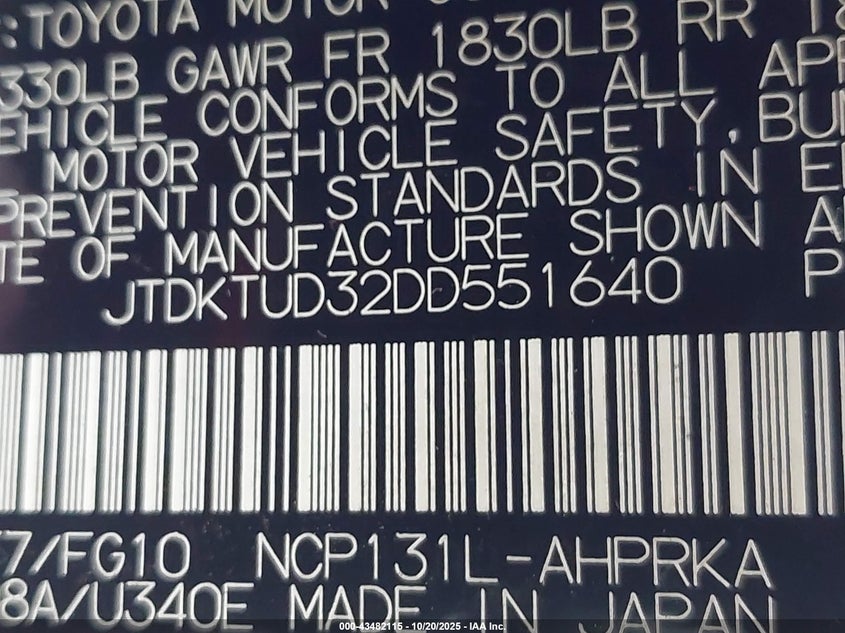 : TOYOTA MOTOR
330LB GAWR FR 1830LB RR
EHICLE CONFORMS TO ALL APP
MOTOR VEHICLE SAFETY, BU
PREVENTION STANDARDS IN E
TE OF MANUFACTURE SHOWN A
JTDKTUD32DD551640 P
7/FG10 NCP131L-AHPRKA
8A/U340E MADE IN JAPAN
000-43482115 - 10/20/2025 - IAA Inc.